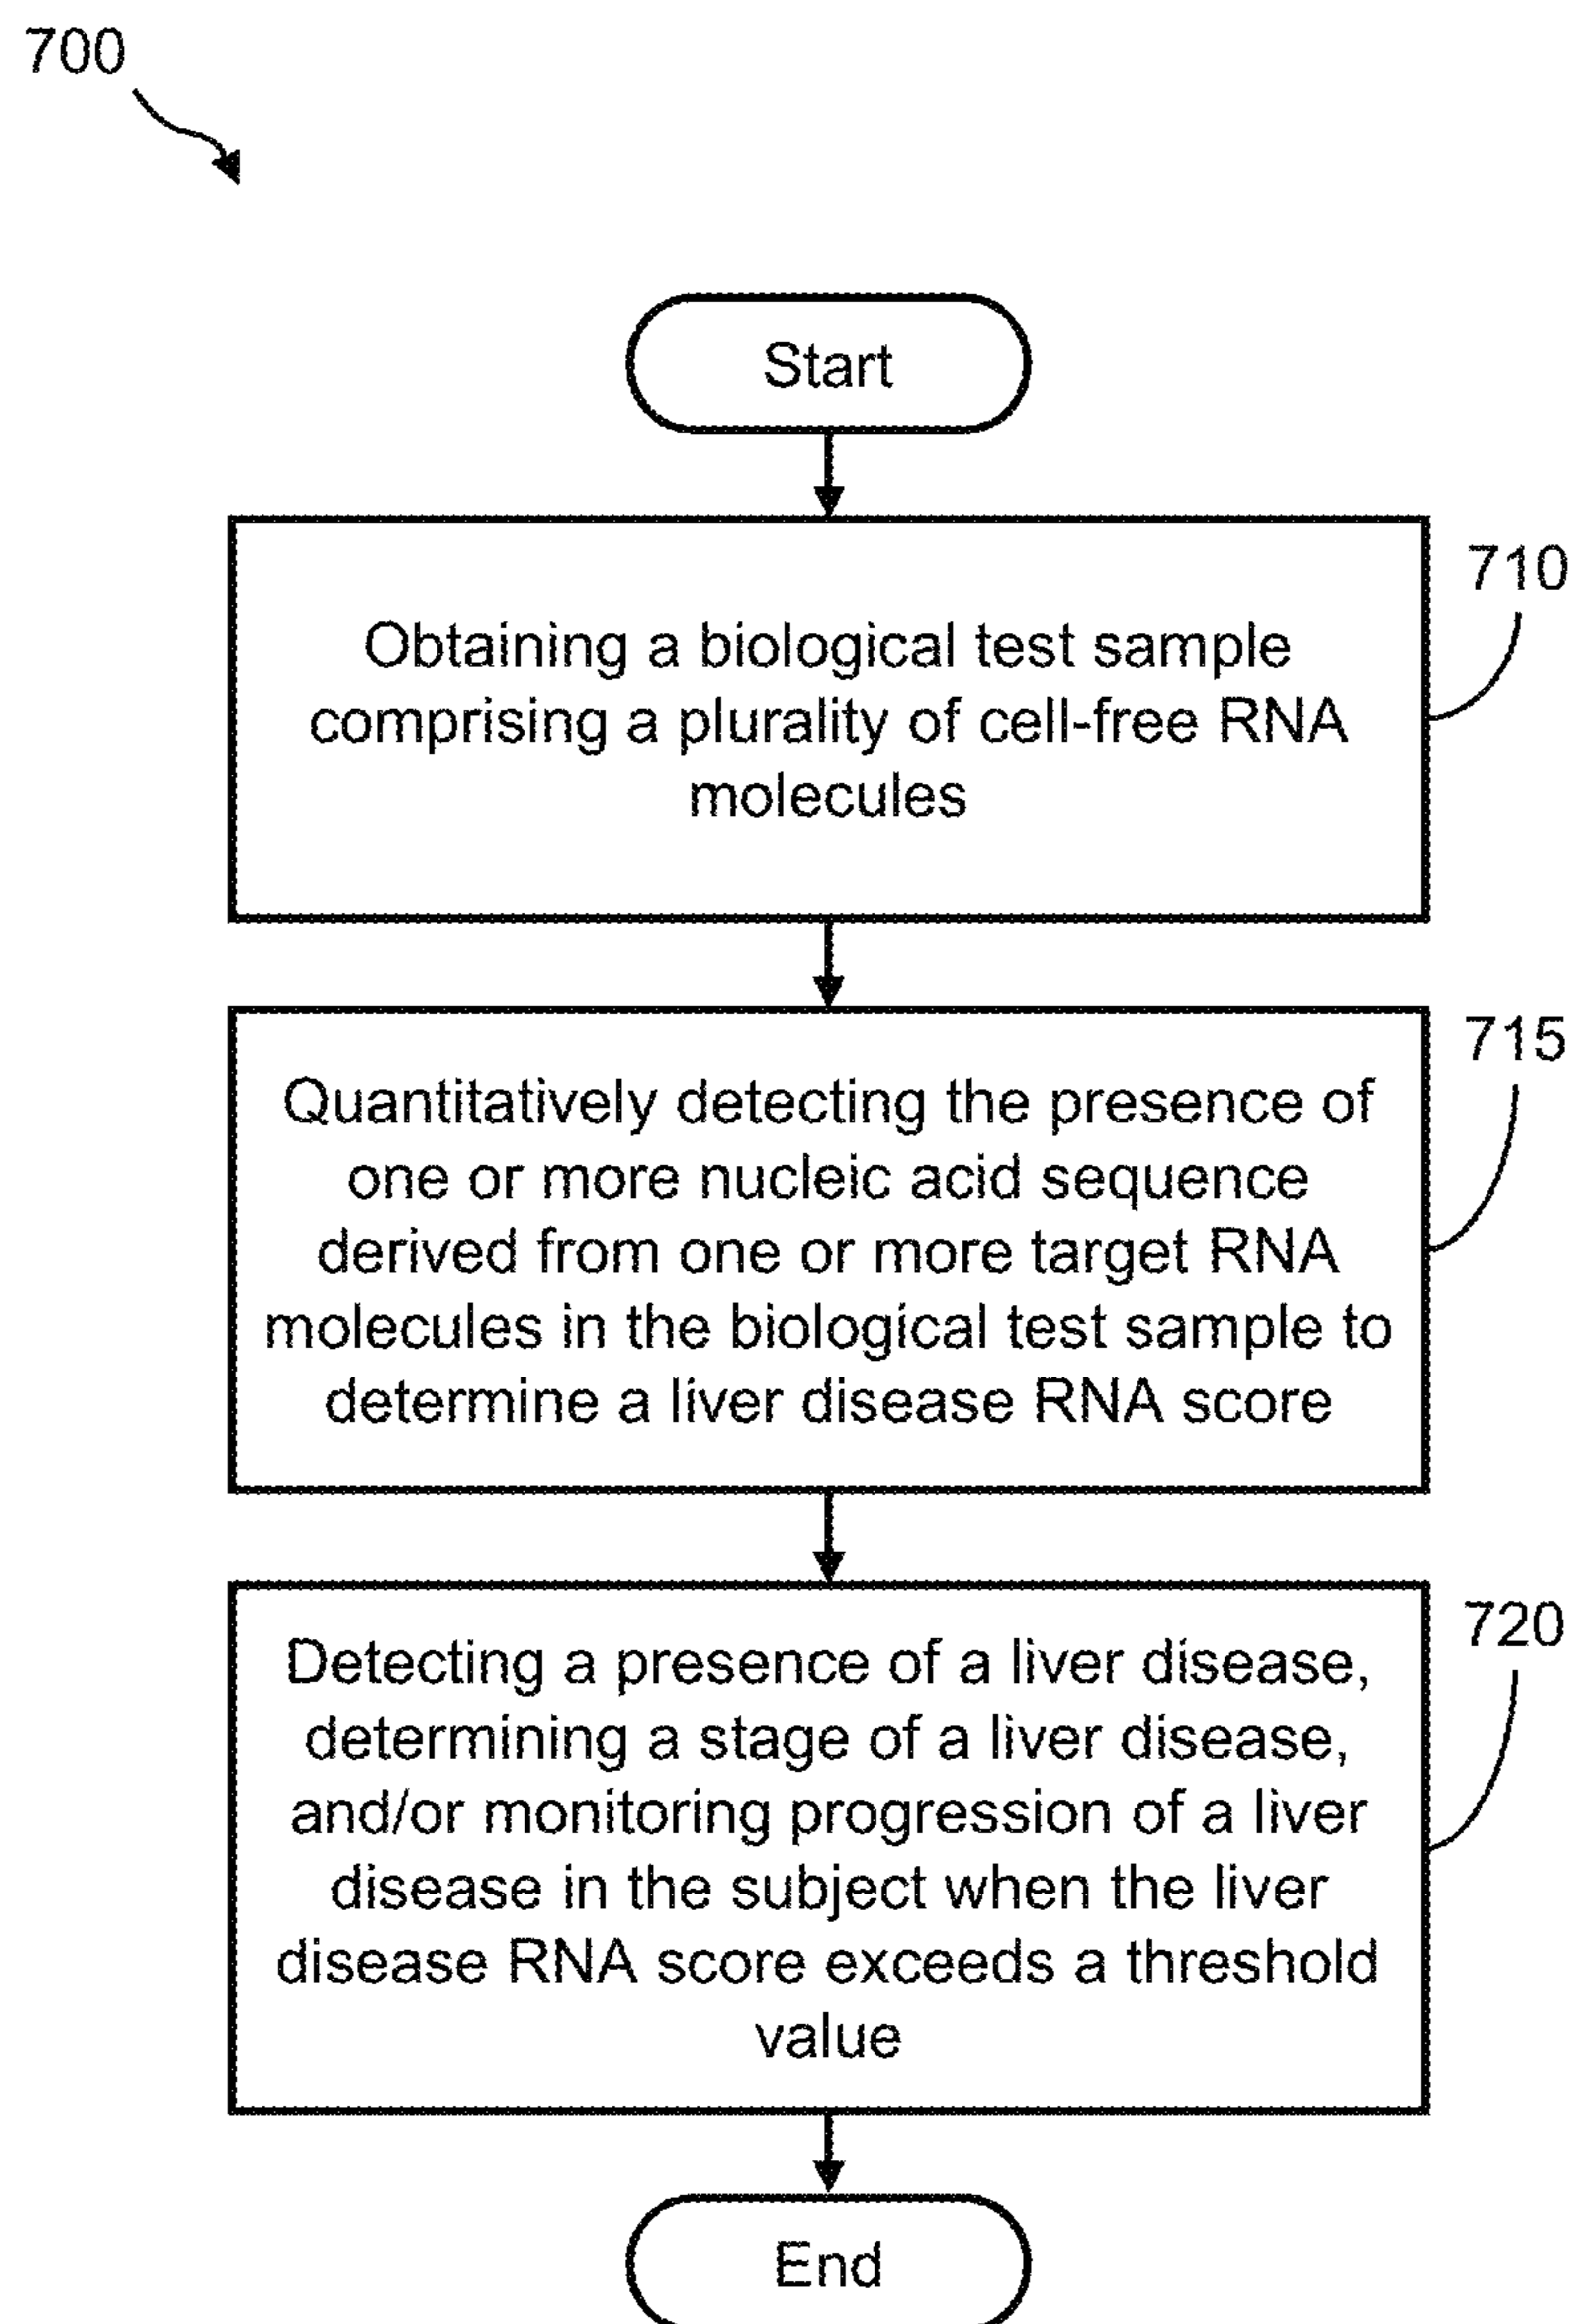 700
Start
710
Obtaining a biological test sample
comprising a plurality of cell-free RNA
molecules
715
Quantitatively detecting the presence of
one or more nucleic acid sequence
derived from one or more target RNA
molecules in the biological test sample to
determine a liver disease RNA score
720
Detecting a presence of a liver disease,
determining a stage of a liver disease,
and/or monitoring progression of a liver
disease in the subject when the liver
disease RNA score exceeds a threshold
value
End